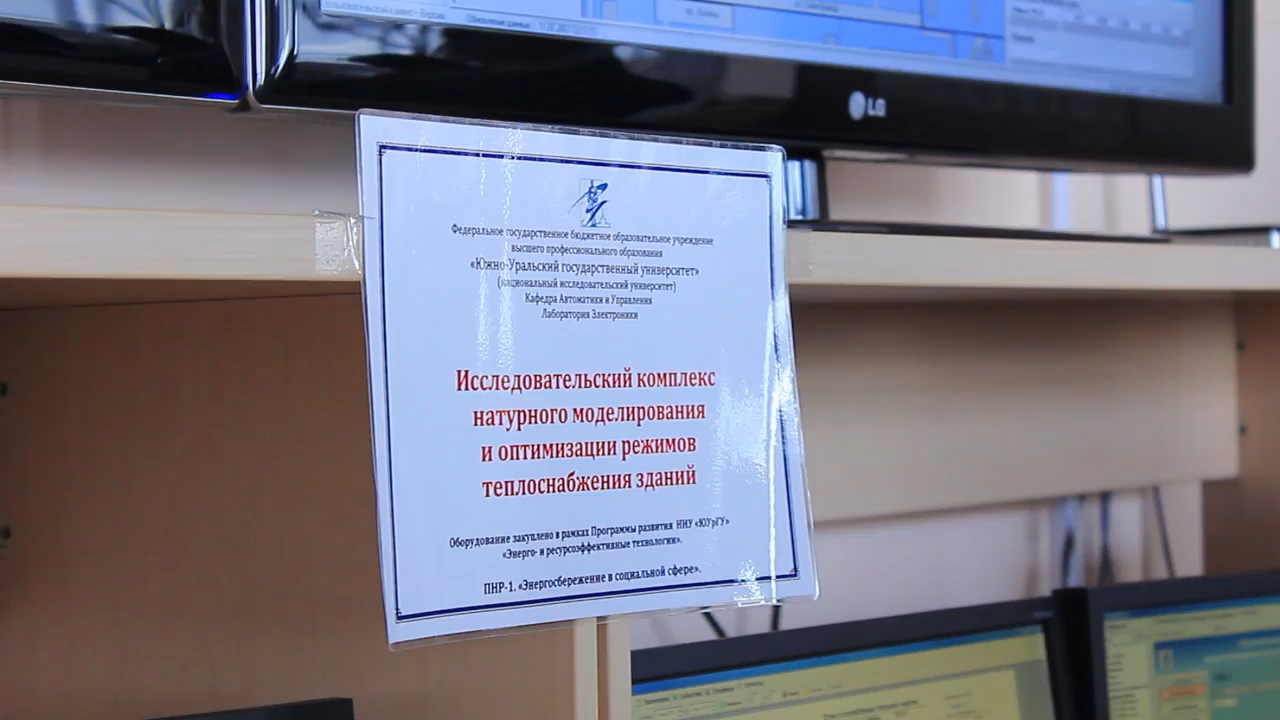 Обновление данных:
LG
Федеральное государственное бюджетное образовательное учреждение
высшего профессионального образования
«Южно-Уральский государственный университет»
(национальный исследовательский университет)
Кафедра Автоматики и Управления
Лаборатория Электроники
Исследовательский комплекс
натурного моделирования
и оптимизации режимов
теплоснабжения зданий
Оборудование закуплено в рамках Программы развития НИУ «ЮУрГУ»
«Энерго- и ресурсоэффективные технологии».
ПНР-1. «Энергосбережение в социальной сфере».